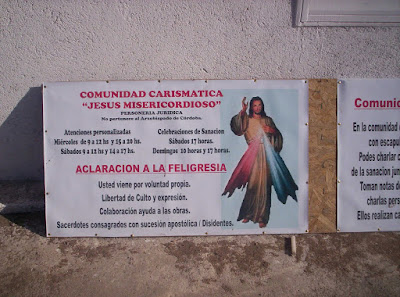 COMUNIDAD CARISMATICA
"JESUS MISERICORDIOSO"
PERSONERIA JURIDICA
No pertenece al Arzobispado de Córdoba.
Atenciones personalizadas
Miércoles de 9 a 12 hs y 15 a 20 hs.
Sábados 9 a 12 hs y 14 a 17 hs.
Celebraciones de Sanacion
Sábados 17 horas.
Domingos 10 horas y 17 horas.
ACLARACION A LA FELIGRESIA
Usted viene por voluntad propia.
Libertad de Culto y expresión.
Colaboración ayuda a las obras.
Sacerdotes consagrados con sucesión apostólica / Disidentes.
Comunid
En la comunidad
con escapu
Podes charlar c
de la sanacion jun
Toman notas d
charlas pers
Ellos realizan ca